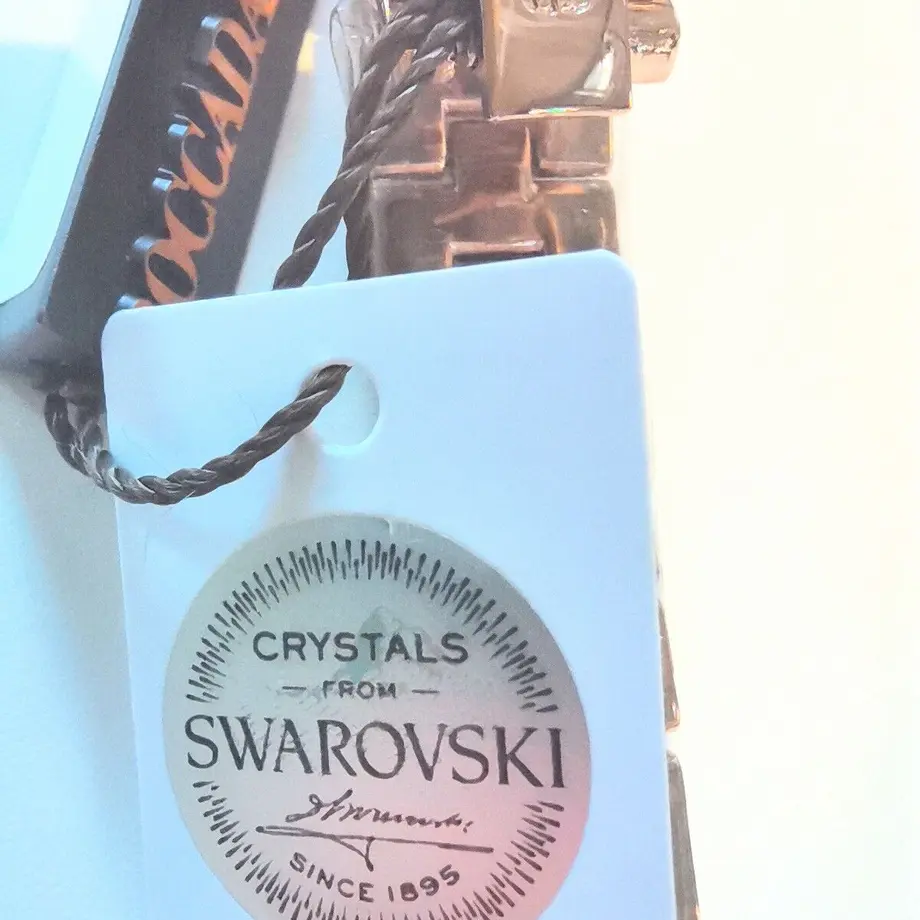 CRYSTALS
— FROM —
SWAROVSKI
SINCE 1895